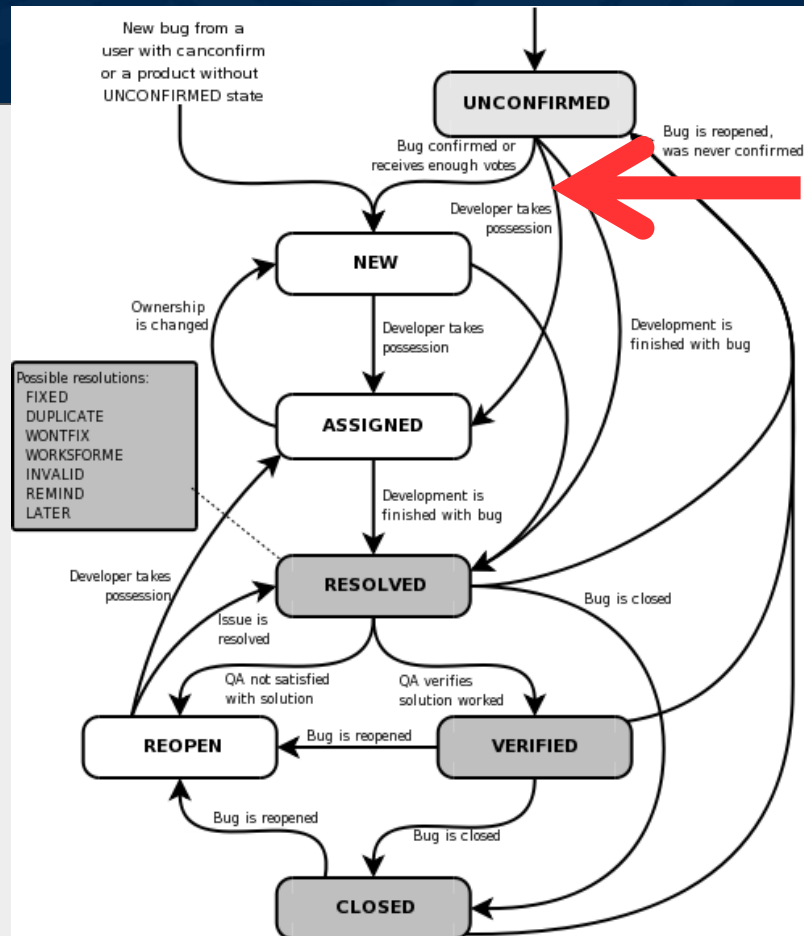 New bug from a
user with canconfirm
or a product without
UNCONFIRMED state
UNCONFIRMED
Bug is reopened,
was never confirmed
Bug confirmed or
receives enough votes
Developer takes
possession
NEW
Ownership
is changed
Developer takes
possession
Development is
finished with bug
Possible resolutions:
FIXED
DUPLICATE
WONTFIX
WORKSFORME
INVALID
REMIND
LATER
ASSIGNED
Development is
finished with bug
RESOLVED
Developer takes
possession
Issue is
resolved
Bug is closed
QA not satisfied
with solution
QA verifies
solution worked
REOPEN
Bug is reopened
VERIFIED
Bug is reopened
Bug is closed
CLOSED